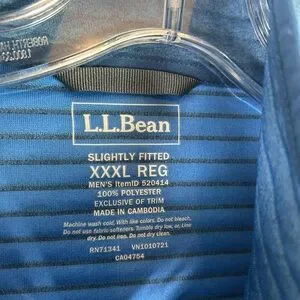 L.L.Bean
SLIGHTLY FITTED
XXXL REG
MEN'S ItemID 520414
100% POLYESTER
EXCLUSIVE OF TRIM
MADE IN CAMBODIA
Machine wash cold. With like colors. Do not bleach.
Do not use fabric softeners. Tumble dry low, or, Line
dry. Do not iron. Do not dry clean.
RN71341 VN1010721
CA04754